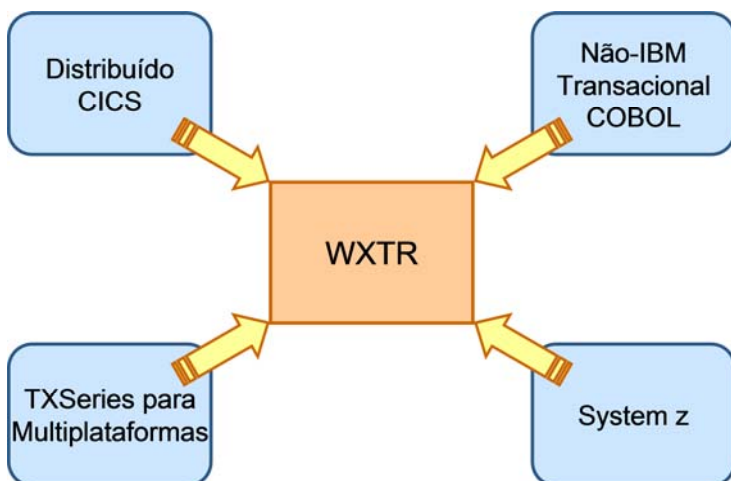 Distribuído
CICS
Não-IBM
Transacional
COBOL
WXTR
TXSeries para
Multiplataformas
System z